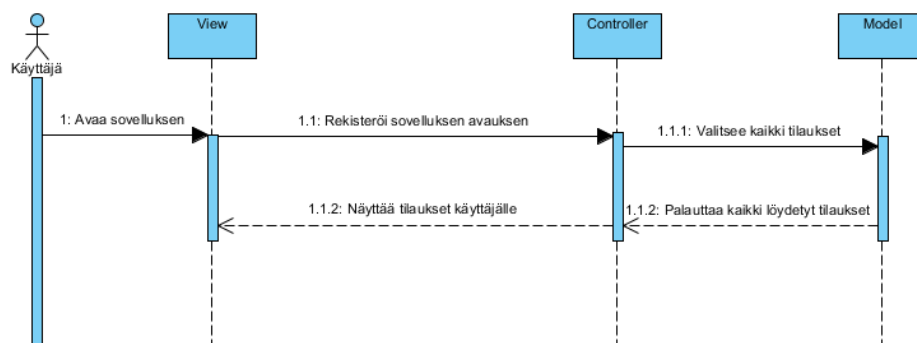 View
Controller
Model
Käyttäjä
1: Avaa sovelluksen
1.1: Rekisteröi sovelluksen avauksen
1.1.1: Valitsee kaikki tilaukset
1.1.2: Näyttää tilaukset käyttäjälle
1.1.2: Palauttaa kaikki löydetyt tilaukset